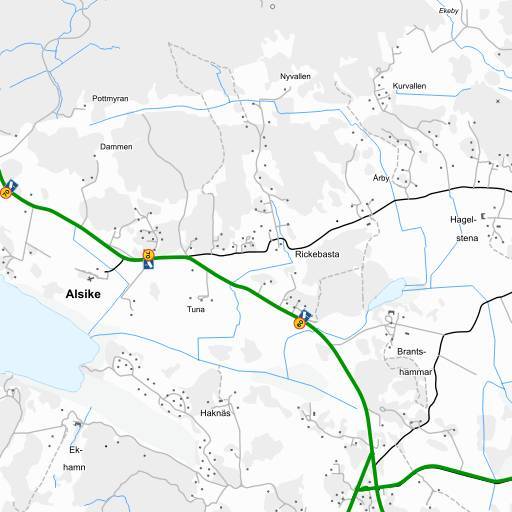 Ekeby
Nyvallen
Kurvallen
Pottmyran
Dammen
Årby
Hagel-
stena
Rickebasta
Alsike
Tuna
Brants-
hammar
Haknäs
Ek-
hamn